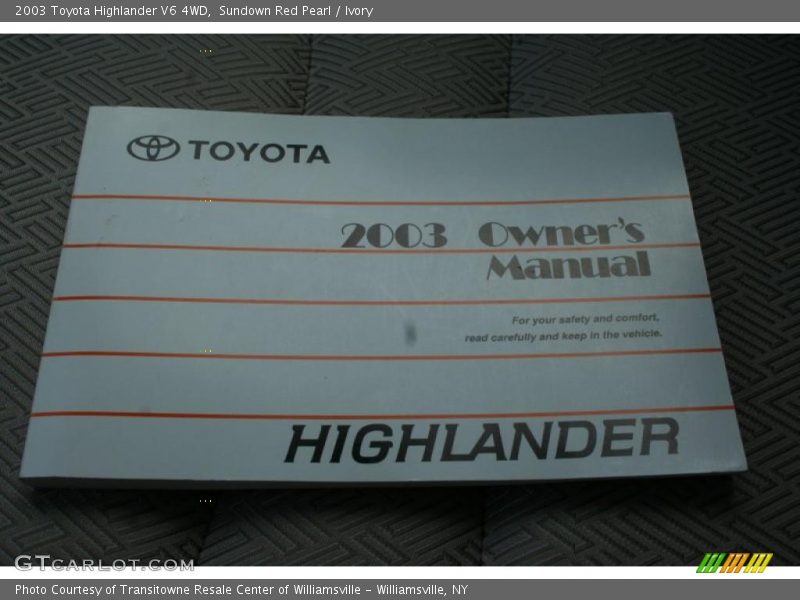 2003 Toyota Highlander V6 4WD,  Sundown Red Pearl / Ivory
TOYOTA
2003 Owner's
Manual
For your safety and comfort,
read carefully and keep in the vehicle.
HIGHLANDER
GTcarlot.com
Photo Courtesy of Transitowne Resale Center of Williamsville - Williamsville, NY